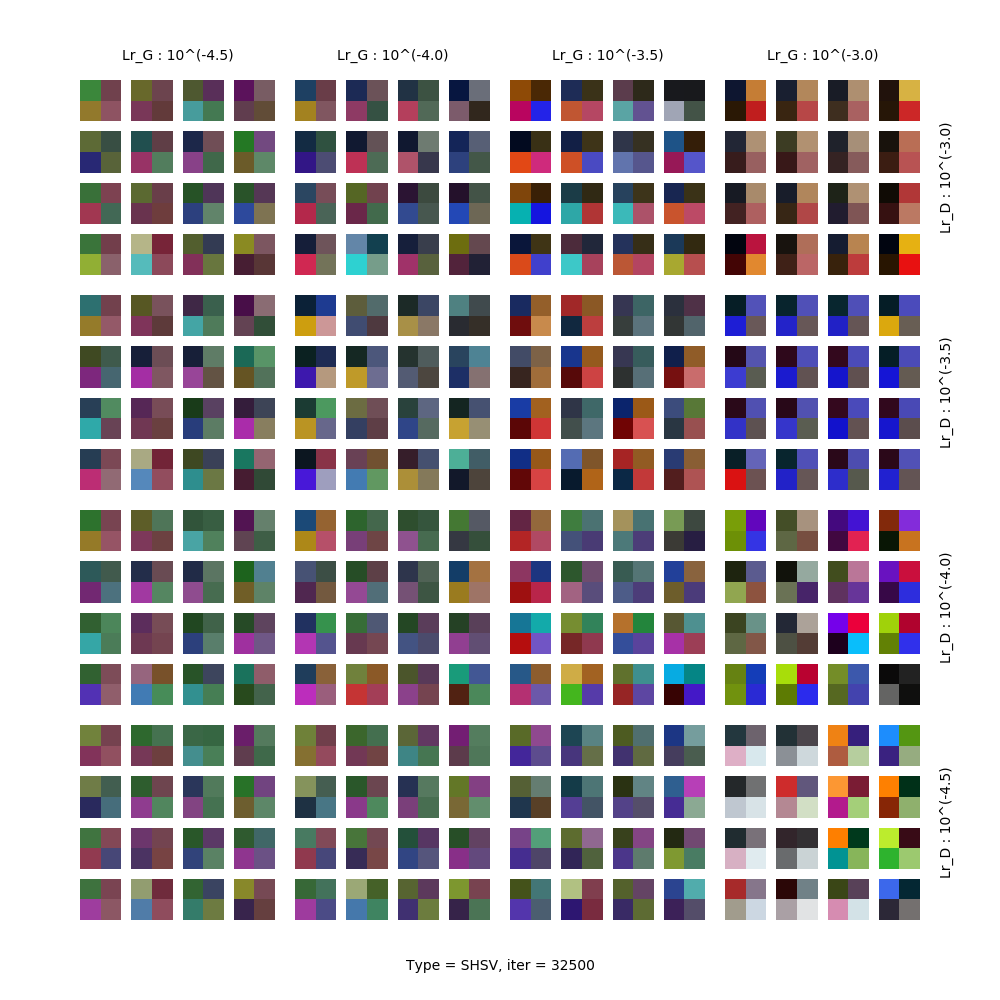 Lr_G : 10^(-4.5)
Lr_G : 10^(-4.0)
Lr_G : 10^(-3.5)
Lr_G : 10^(-3.0)
Lr_D : 10^(-3.0)
Lr_D : 10^(-3.5)
Lr_D : 10^(-4.0)
Lr_D : 10^(-4.5)
Type = SHSV, iter = 32500